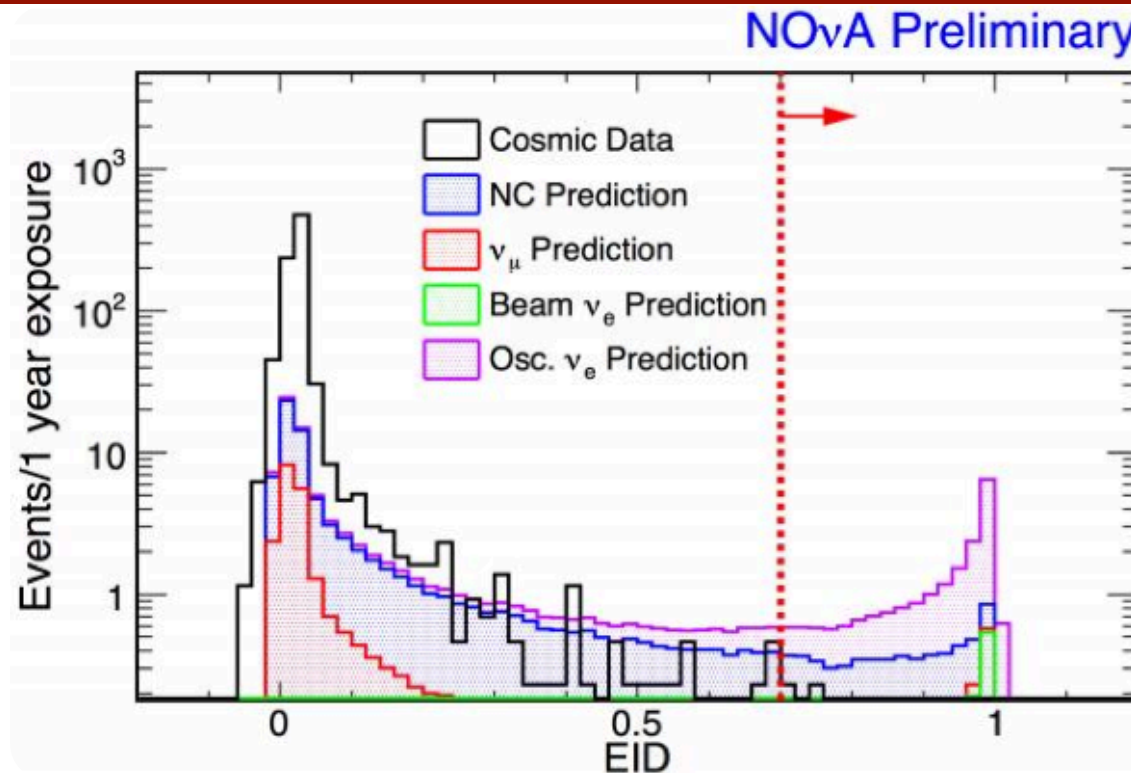 NOνA Preliminary
Events/1 year exposure
10³
10²
10
1
Cosmic Data
NC Prediction
νμ Prediction
Beam νe Prediction
Osc. νe Prediction
0
0.5
1
EID